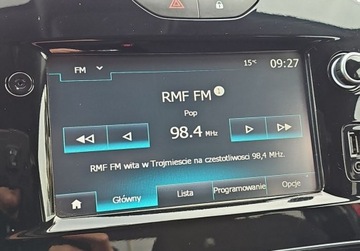 FM
15°c
09:27
RMF FM
Pop
98.4 MHz
RMF FM wita w Trojmiescie na czestotliwosci 98,4 MHz.
Główny
Lista
Programowanie
Opcje